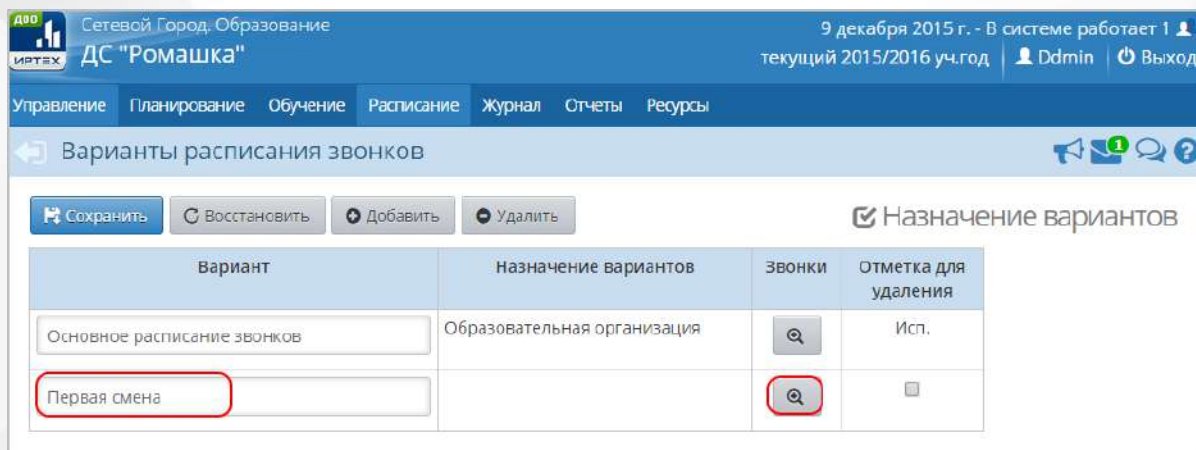 ДОО
ИРТЕХ
Сетевой Город. Образование
ДС "Ромашка"
9 декабря 2015 г. - В системе работает 1
текущий 2015/2016 уч.год Ddmin Выход
Управление Планирование Обучение Расписание Журнал Отчеты Ресурсы
Варианты расписания звонков
1
?
Сохранить Восстановить Добавить Удалить
Назначение вариантов
Вариант Назначение вариантов Звонки Отметка для
удаления
Основное расписание звонков Образовательная организация Исп.
Первая смена